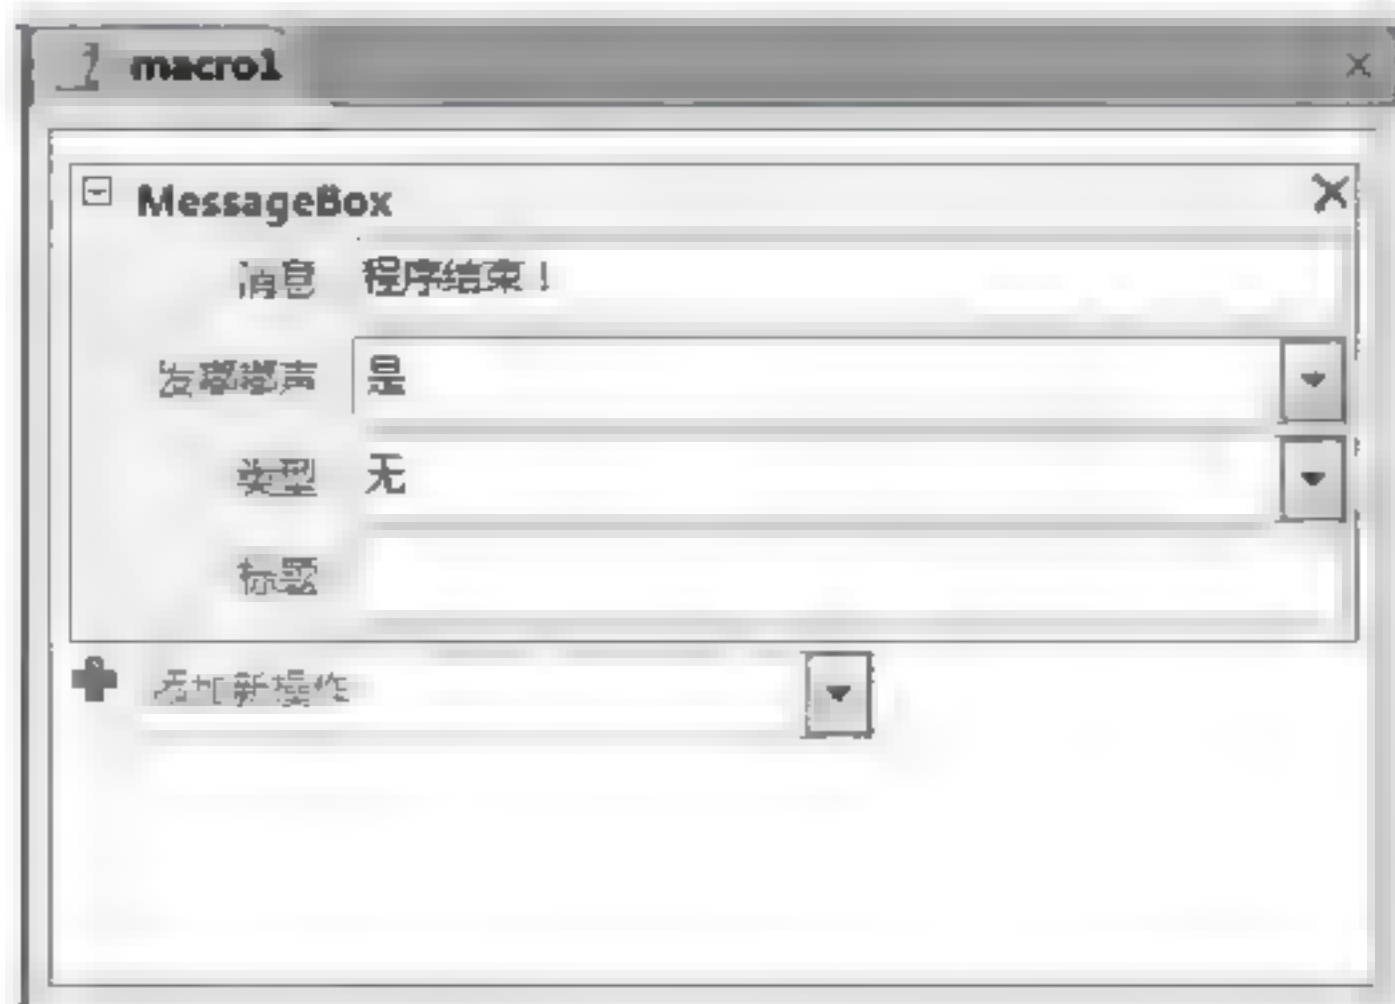 macro1
MessageBox
消息 程序结束！
发嘟嘟声 是
类型 无
标题
添加新操作